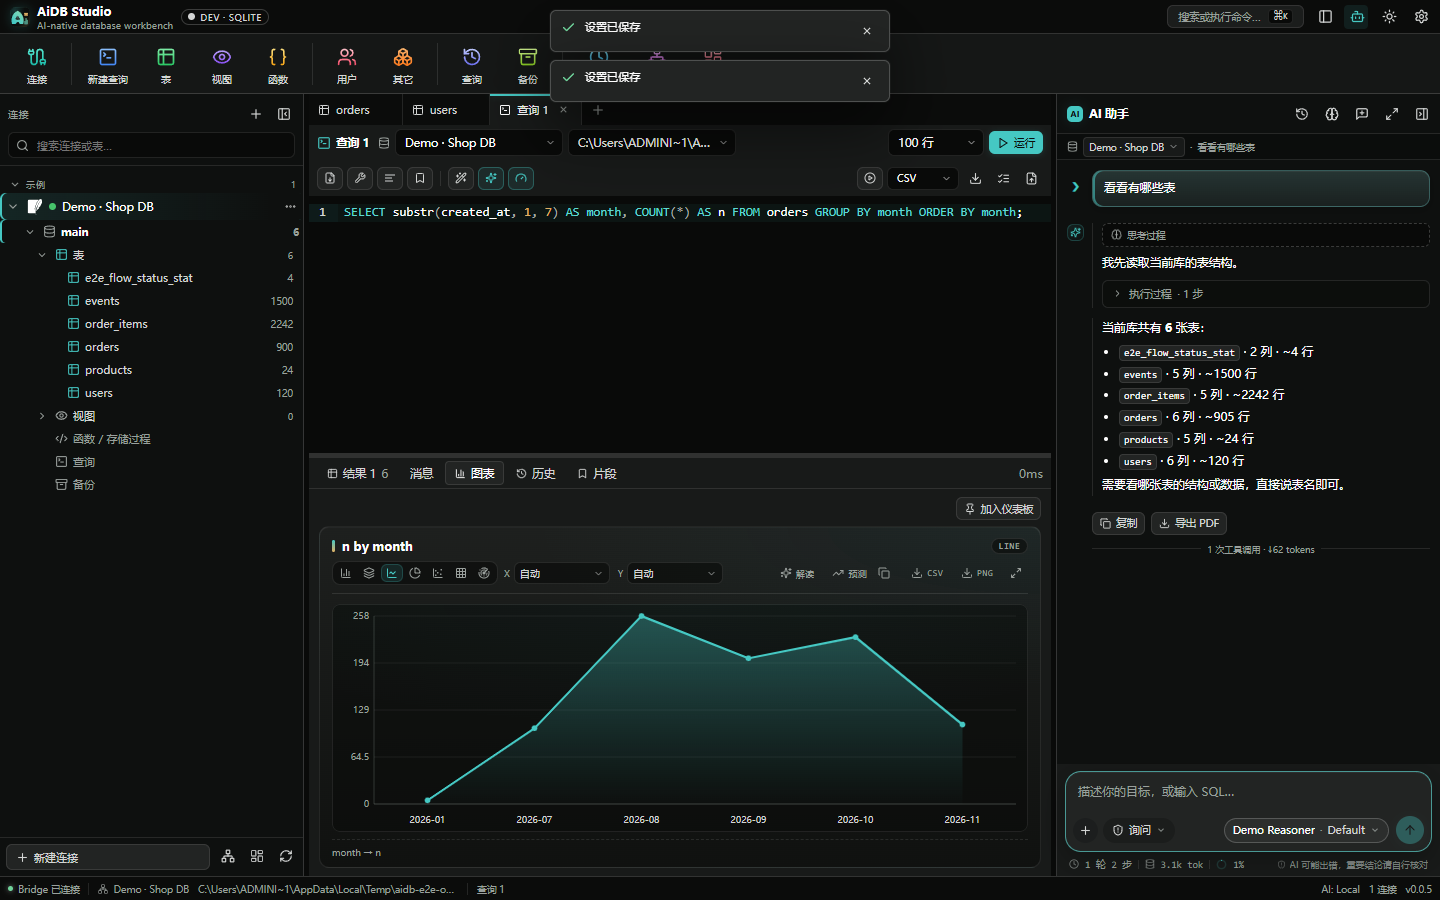 AiDB Studio
AI-native database workbench
DEV · SQLITE
设置已保存
设置已保存
搜索或执行命令... ⌘K
连接
新建查询
表
视图
函数
用户
其它
查询
备份
连接
搜索连接或表...
示例 1
Demo · Shop DB
main 6
表 6
e2e_flow_status_stat 4
events 1500
order_items 2242
orders 900
products 24
users 120
视图 0
函数 / 存储过程
查询
备份
新建连接
orders
users
查询 1
查询 1
Demo · Shop DB
C:\Users\ADMINI~1\A...
100 行
运行
CSV
1 SELECT substr(created_at, 1, 7) AS month, COUNT(*) AS n FROM orders GROUP BY month ORDER BY month;
结果 1 6
消息
图表
历史
片段
0ms
加入仪表板
n by month
LINE
X 自动
Y 自动
解读
预测
CSV
PNG
258
194
129
64.5
0
2026-01
2026-07
2026-08
2026-09
2026-10
2026-11
month → n
AI AI 助手
Demo · Shop DB · 看看有哪些表
看看有哪些表
思考过程
我先读取当前库的表结构。
执行过程 · 1 步
当前库共有 6 张表：
e2e_flow_status_stat · 2 列 · ~4 行
events · 5 列 · ~1500 行
order_items · 5 列 · ~2242 行
orders · 6 列 · ~905 行
products · 5 列 · ~24 行
users · 6 列 · ~120 行
需要看哪张表的结构或数据，直接说表名即可。
复制
导出 PDF
1 次工具调用 · ↓62 tokens
描述你的目标，或输入 SQL...
询问
Demo Reasoner · Default
1 轮 2 步
3.1k tok
1%
AI 可能出错，重要结论请自行核对
Bridge 已连接
Demo · Shop DB
C:\Users\ADMINI~1\AppData\Local\Temp\aidb-e2e-o...
查询 1
AI: Local
1 连接
v0.0.5